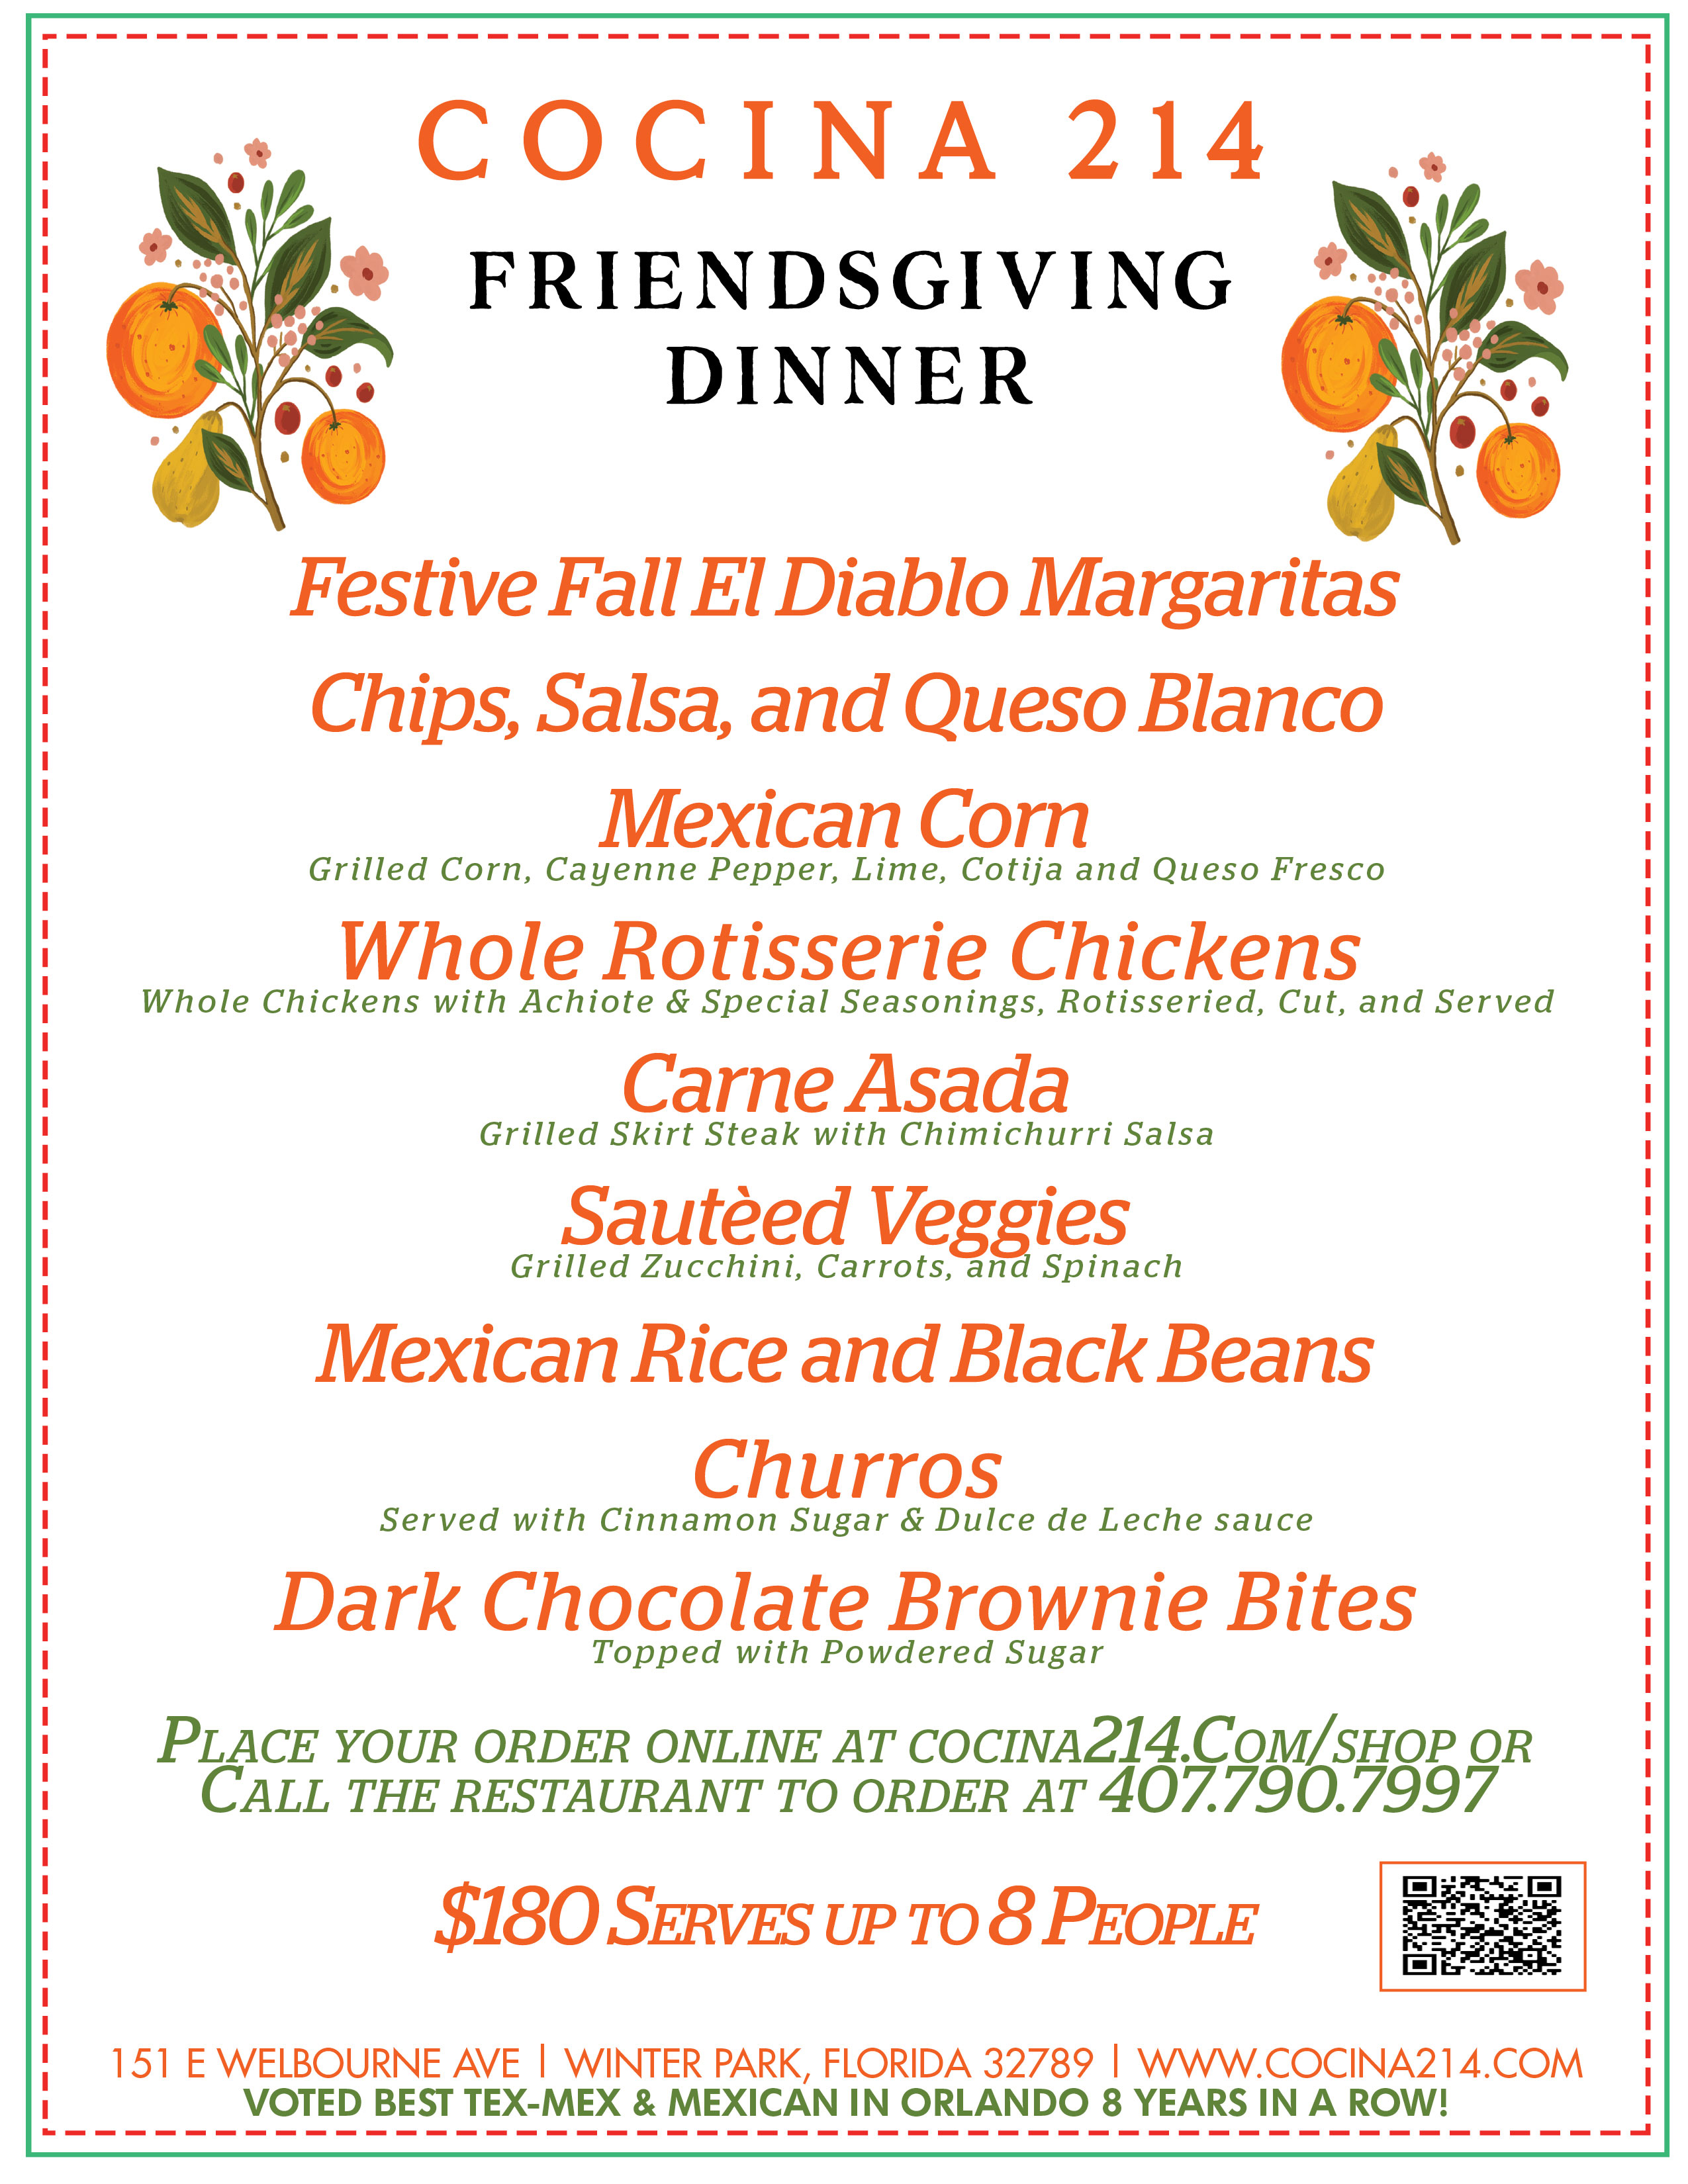 COCINA 214
FRIENDSGIVING
DINNER
Festive Fall El Diablo Margaritas
Chips, Salsa, and Queso Blanco
Mexican Corn
Grilled Corn, Cayenne Pepper, Lime, Cotija and Queso Fresco
Whole Rotisserie Chickens
Whole Chickens with Achiote & Special Seasonings, Rotisseried, Cut, and Served
Carne Asada
Grilled Skirt Steak with Chimichurri Salsa
Sautèed Veggies
Grilled Zucchini, Carrots, and Spinach
Mexican Rice and Black Beans
Churros
Served with Cinnamon Sugar & Dulce de Leche sauce
Dark Chocolate Brownie Bites
Topped with Powdered Sugar
Place your order online at cocina214.Com/shop or
Call the restaurant to order at 407.790.7997
$180 Serves up to 8 People
151 E WELBOURNE AVE | WINTER PARK, FLORIDA 32789 | WWW.COCINA214.COM
VOTED BEST TEX-MEX & MEXICAN IN ORLANDO 8 YEARS IN A ROW!